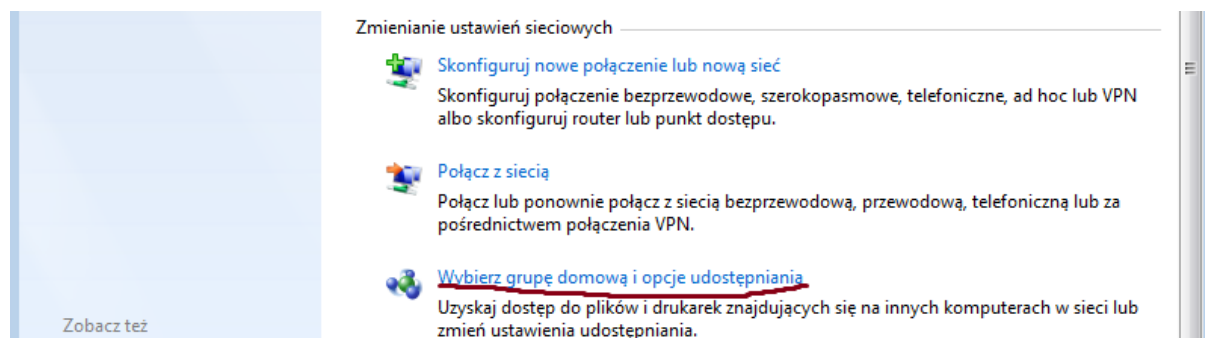 Zmienianie ustawień sieciowych
Skonfiguruj nowe połączenie lub nową sieć
Skonfiguruj połączenie bezprzewodowe, szerokopasmowe, telefoniczne, ad hoc lub VPN
albo skonfiguruj router lub punkt dostępu.
Połącz z siecią
Połącz lub ponownie połącz z siecią bezprzewodową, przewodową, telefoniczną lub za
pośrednictwem połączenia VPN.
Wybierz grupę domową i opcje udostępniania
Uzyskaj dostęp do plików i drukarek znajdujących się na innych komputerach w sieci lub
zmień ustawienia udostępniania.
Zobacz też